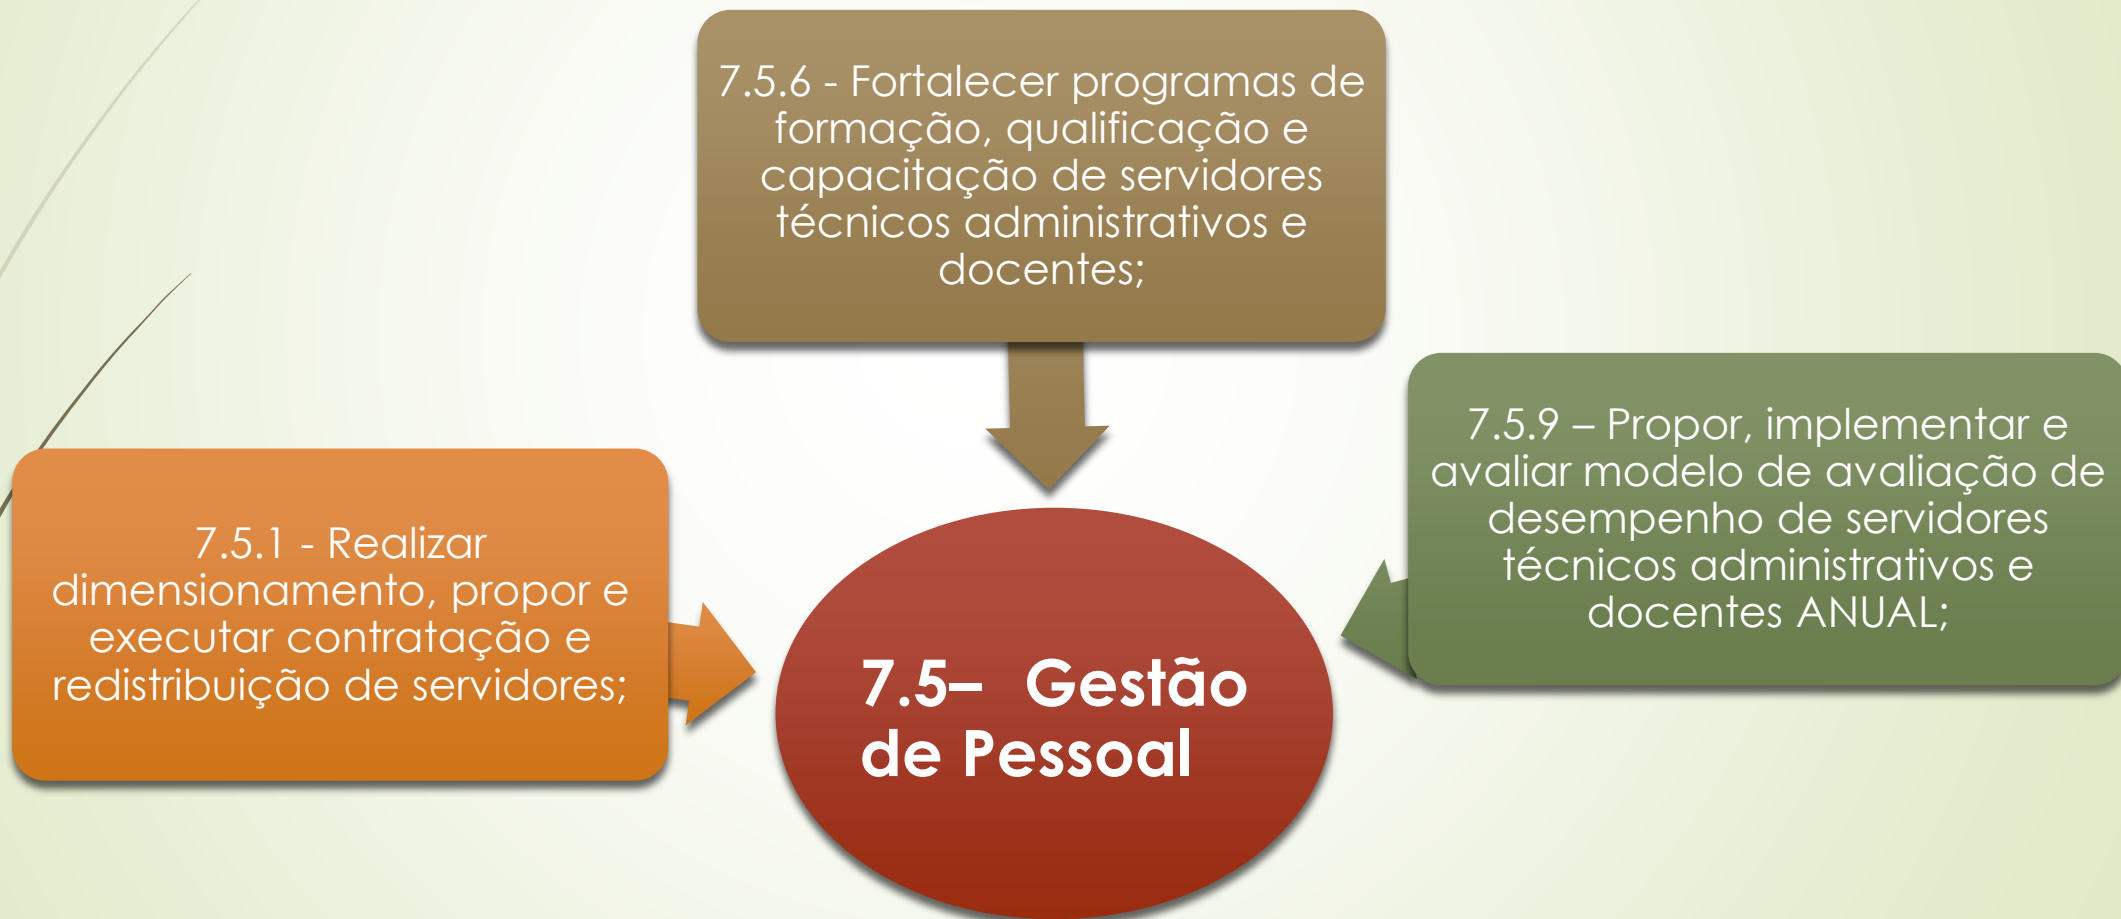 7.5.6 - Fortalecer programas de
formação, qualificação e
capacitação de servidores
técnicos administrativos e
docentes;
7.5.9 – Propor, implementar e
avaliar modelo de avaliação de
desempenho de servidores
técnicos administrativos e
docentes ANUAL;
7.5.1 - Realizar
dimensionamento, propor e
executar contratação e
redistribuição de servidores;
7.5– Gestão
de Pessoal